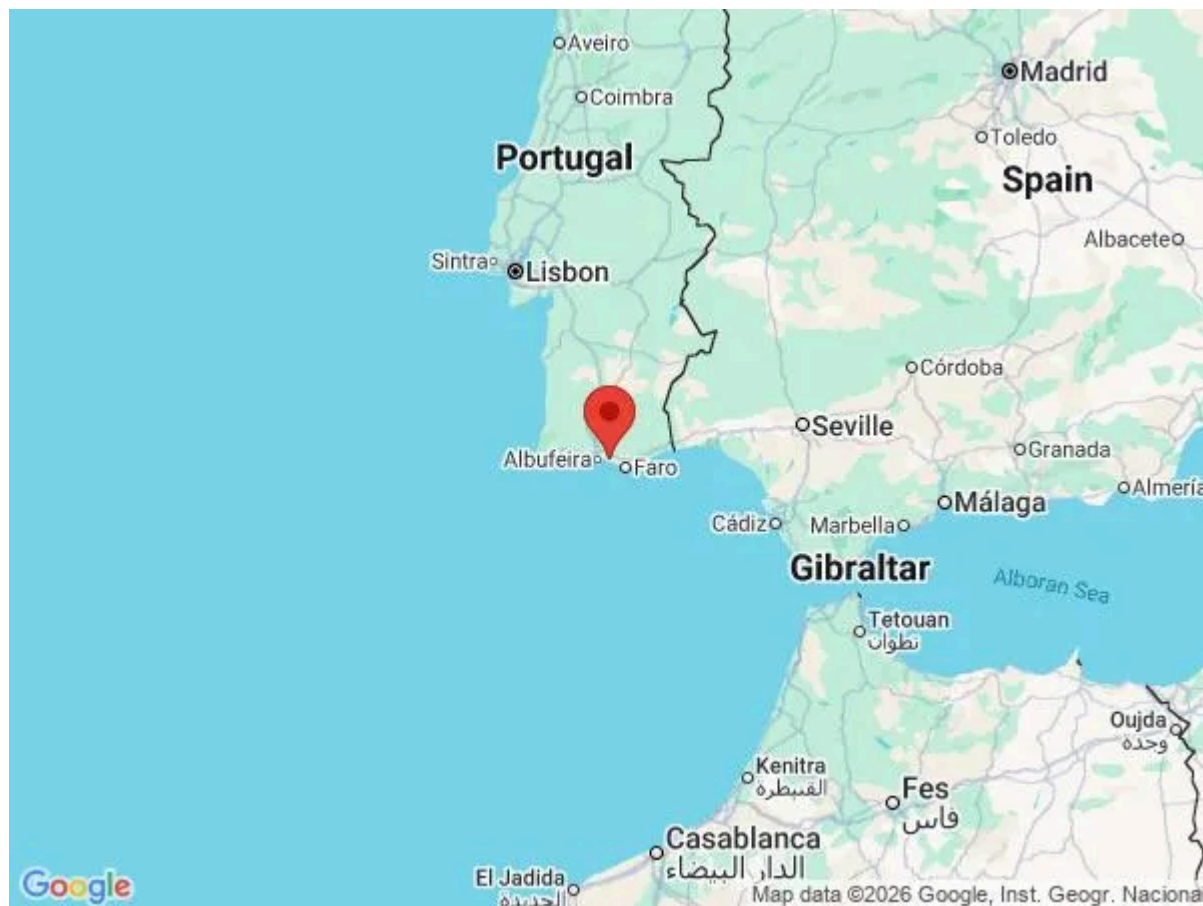 Aveiro
Madrid
Coimbra
Toledo
Portugal
Spain
Albacete
Sintra
Lisbon
Córdoba
Seville
Granada
Albufeira
Faro
Almería
Málaga
Cádiz
Marbella
Gibraltar
Alboran Sea
Tetouan
تطوان
Oujda
وجدة
Kenitra
القنيطرة
Fes
فاس
Casablanca
الدار البيضاء
El Jadida
الجديدة
Google
Map data ©2026 Google, Inst. Geogr. Nacional